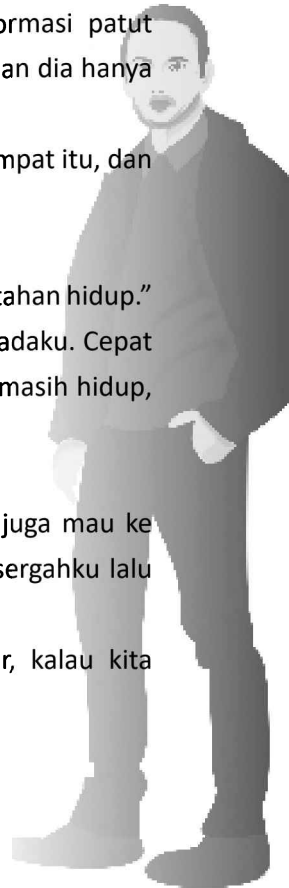 ormasi patut
an dia hanya
mpat itu, dan
tahan hidup.”
adaku. Cepat
masih hidup,
juga mau ke
sergahku lalu
r, kalau kita